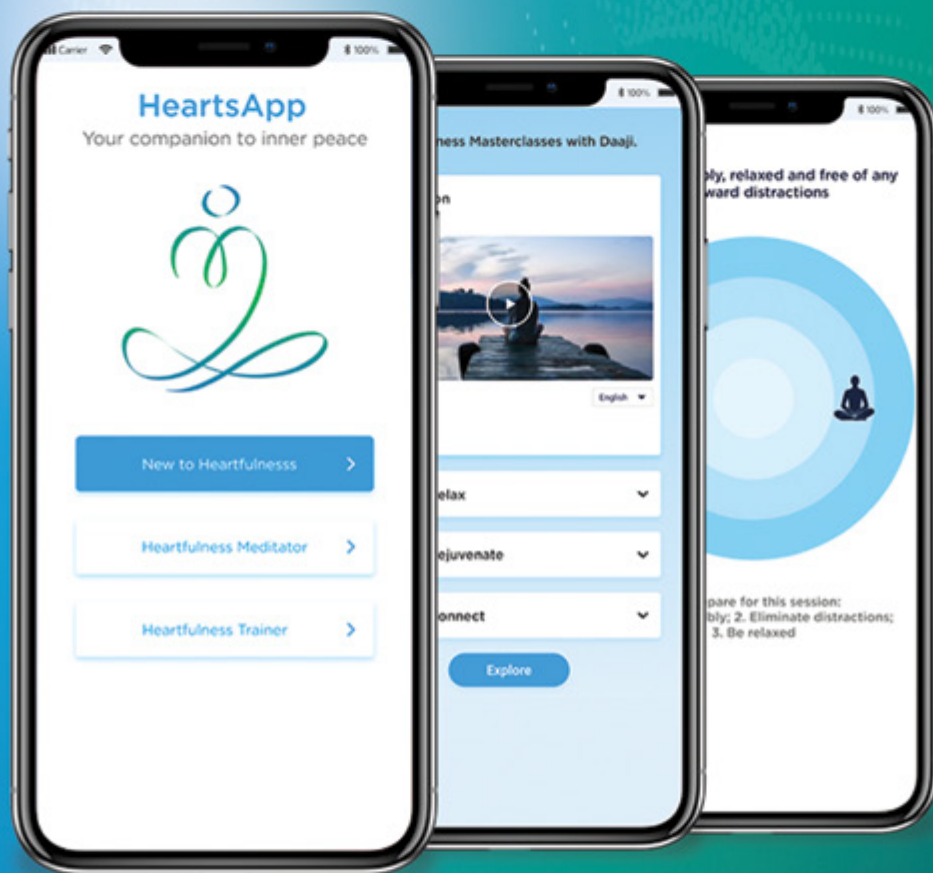 Carrier
100%
HeartsApp
Your companion to inner peace
New to Heartfulnesss
Heartfulness Meditator
Heartfulness Trainer
100%
ness Masterclasses with Daaji.
on
English
elax
ejuvenate
onnect
Explore
100%
bly, relaxed and free of any
ward distractions
pare for this session:
bly; 2. Eliminate distractions;
3. Be relaxed